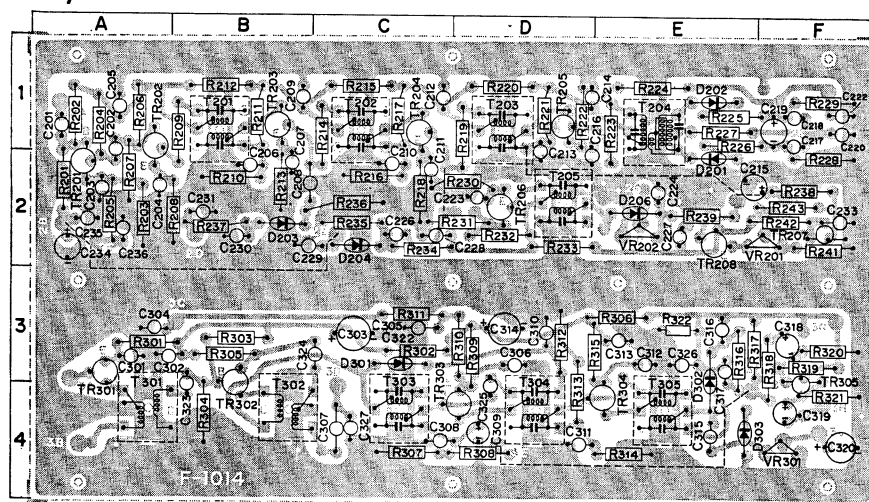 A B C D E F
1
C205 R212 TR203 C209 R215 R204 C212 R220 TR205 C214 R224 D202 C219 R229 C222
C201 R202 R204 C202 R206 TR202 R209 T201 R211 R214 T202 R217 R219 T203 R221 R222 C216 R223 T204 R225 C218
R227 C217 C220
R226 R228
C206 C207 C210 C211 C213 D201
R201 TR201 C203 R207 R210 R213 C208 R216 R218 R230 T205 C215
2
R205 R203 C204 R208 C231 R236 C223 TR206 D206 C224 R238
C235 R237 R235 C226 R231 R239 R243 C233
C234 C236 C230 D203 D204 R234 C228 R232 R233 VR202 C227 TR208 R242 TR207
C229 VR201 R241
3
C304 R311 C310 R306 R322 C316 C318
R301 R303 C303 C305 C322 R310 C314 R312 R315 C313 R317
C301 C302 R305 C324 D301 R302 R309 C306 C312 C326 R316 R318 R320
R319
TR301 T301 TR302 T302 T303 TR303 T304 R313 TR304 T305 D302 C317 TR305
R321
4
C323 R304 C307 C327 C308 C325 C309 C311 C315 D303 C319
3B R307 R308 R314 VR301 C320
F-1014